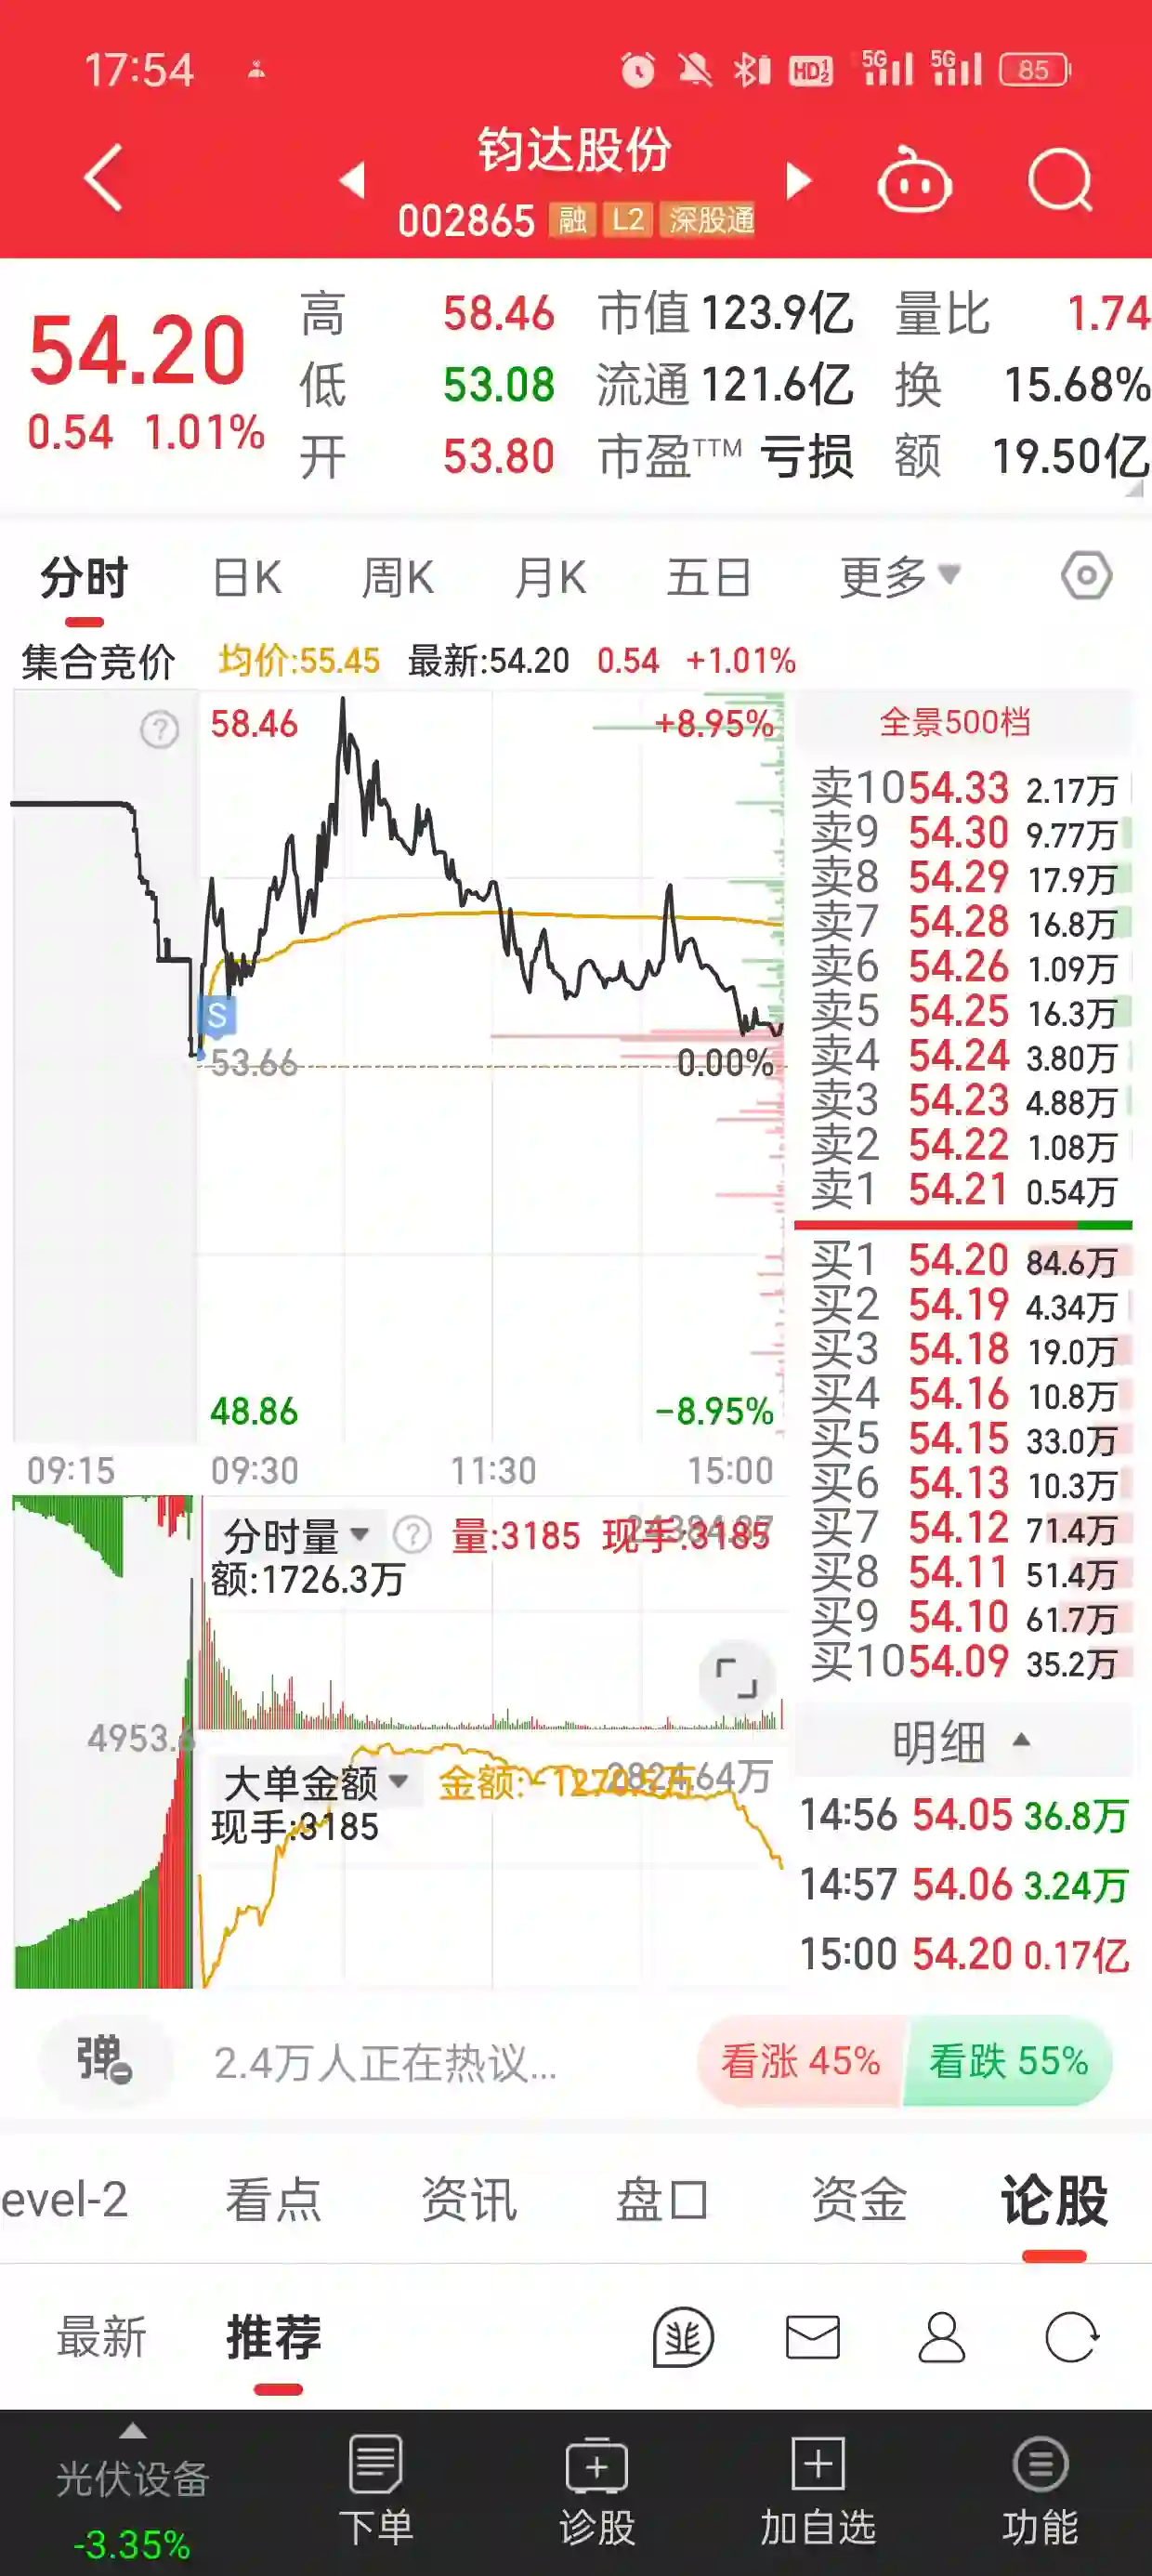 17:54
HD 1 2 5G 5G 85
钧达股份
002865 融 L2 深股通
54.20
0.54 1.01%
高 58.46 市值 123.9亿 量比 1.74
低 53.08 流通 121.6亿 换 15.68%
开 53.80 市盈TTM 亏损 额 19.50亿
分时 日K 周K 月K 五日 更多
集合竞价 均价:55.45 最新:54.20 0.54 +1.01%
58.46 +8.95%
S
53.66 0.00%
48.86 -8.95%
09:15 09:30 11:30 15:00
全景500档
卖10 54.33 2.17万
卖9 54.30 9.77万
卖8 54.29 17.9万
卖7 54.28 16.8万
卖6 54.26 1.09万
卖5 54.25 16.3万
卖4 54.24 3.80万
卖3 54.23 4.88万
卖2 54.22 1.08万
卖1 54.21 0.54万
买1 54.20 84.6万
买2 54.19 4.34万
买3 54.18 19.0万
买4 54.16 10.8万
买5 54.15 33.0万
买6 54.13 10.3万
买7 54.12 71.4万
买8 54.11 51.4万
买9 54.10 61.7万
买10 54.09 35.2万
分时量 ? 量:3185 现手:3185
额:1726.3万
大单金额 金额:
现手:3185
明细
14:56 54.05 36.8万
14:57 54.06 3.24万
15:00 54.20 0.17亿
弹 2.4万人正在热议... 看涨 45% 看跌 55%
evel-2 看点 资讯 盘口 资金 论股
最新 推荐
光伏设备 下单 诊股 加自选 功能
-3.35%